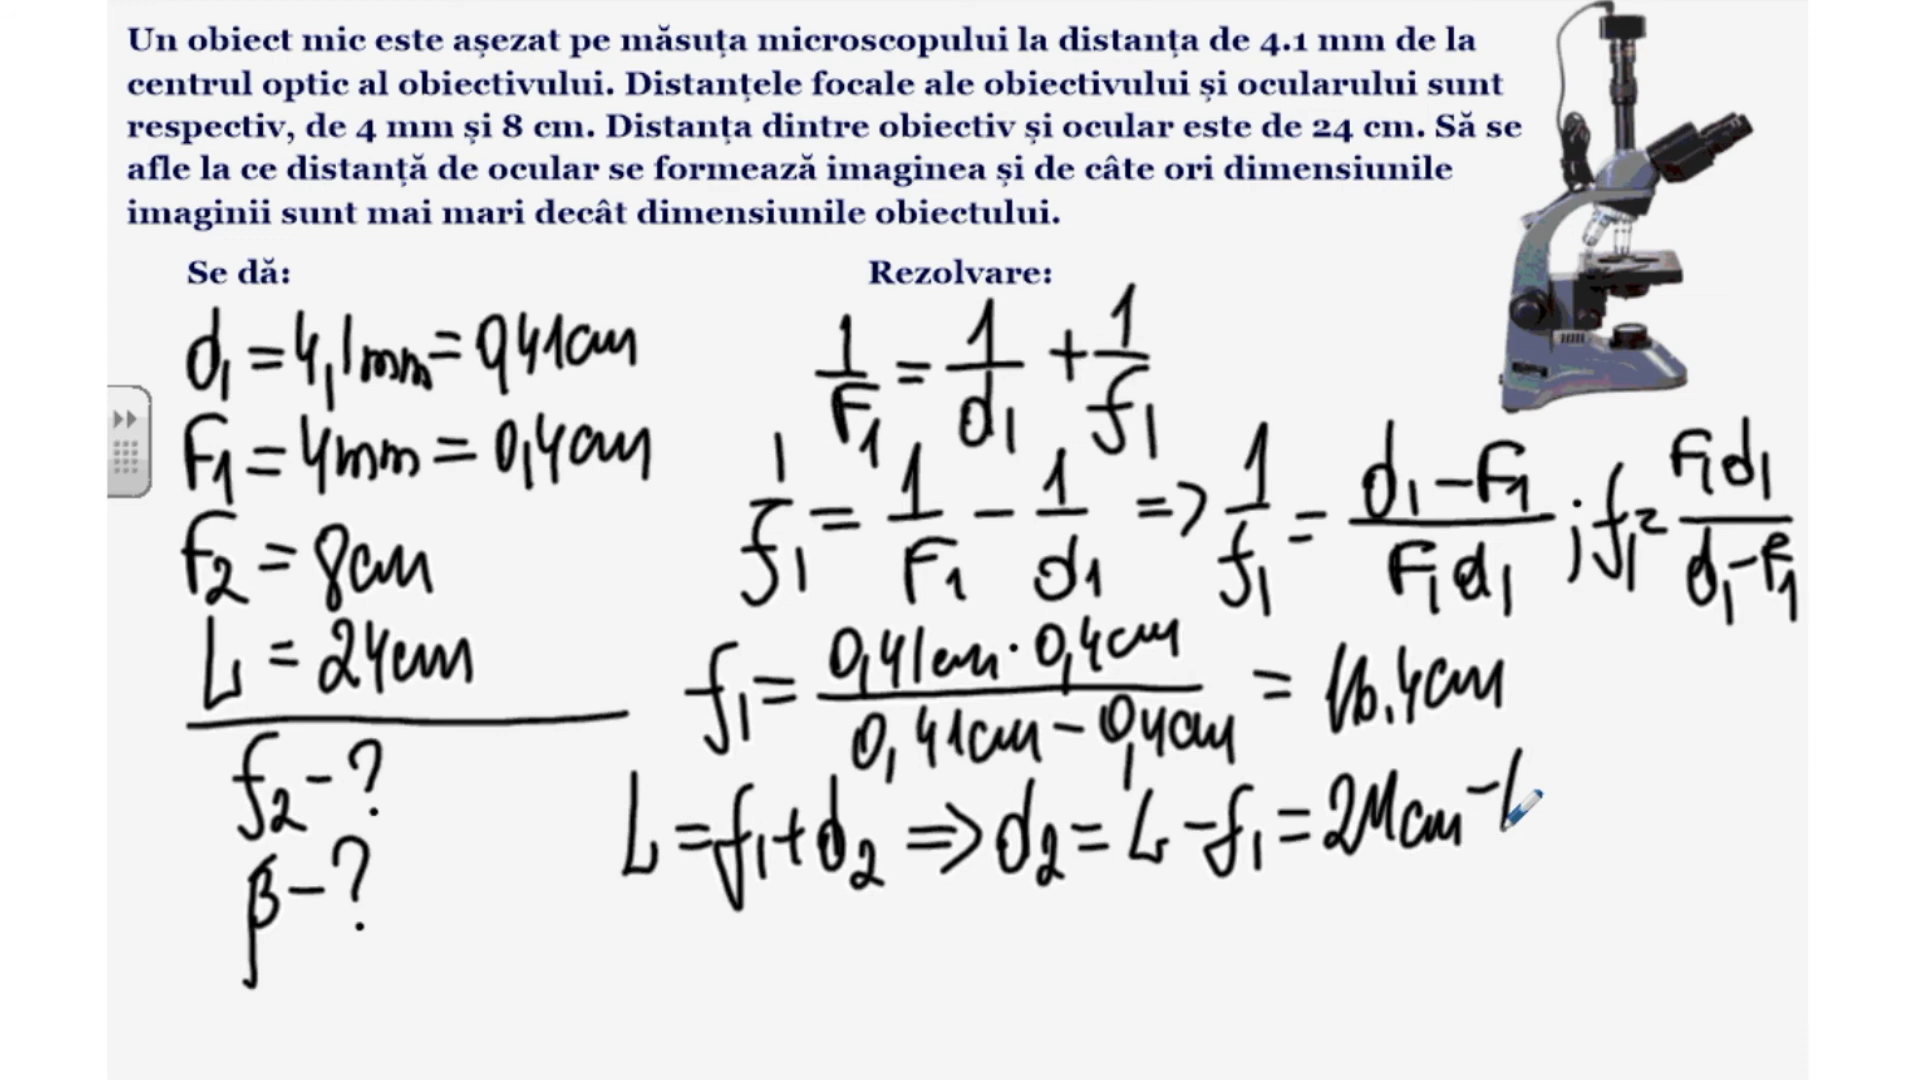 Un obiect mic este așezat pe măsuța microscopului la distanța de 4.1 mm de la
centrul optic al obiectivului. Distanțele focale ale obiectivului și ocularului sunt
respectiv, de 4 mm și 8 cm. Distanța dintre obiectiv și ocular este de 24 cm. Să se
afle la ce distanță de ocular se formează imaginea și de câte ori dimensiunile
imaginii sunt mai mari decât dimensiunile obiectului.
Se dă:
d₁ = 4,1mm = 0,41cm
F₁ = 4mm = 0,4cm
F₂ = 8cm
L = 24cm
f₂ - ?
β - ?
Rezolvare:
1/F₁ = 1/d₁ + 1/f₁
1/f₁ = 1/F₁ - 1/d₁ => 1/f₁ = (d₁ - F₁)/(F₁d₁) ; f₁ = (F₁d₁)/(d₁ - F₁)
f₁ = (0,41cm · 0,4cm)/(0,41cm - 0,4cm) = 16,4cm
L = f₁ + d₂ => d₂ = L - f₁ = 24cm -